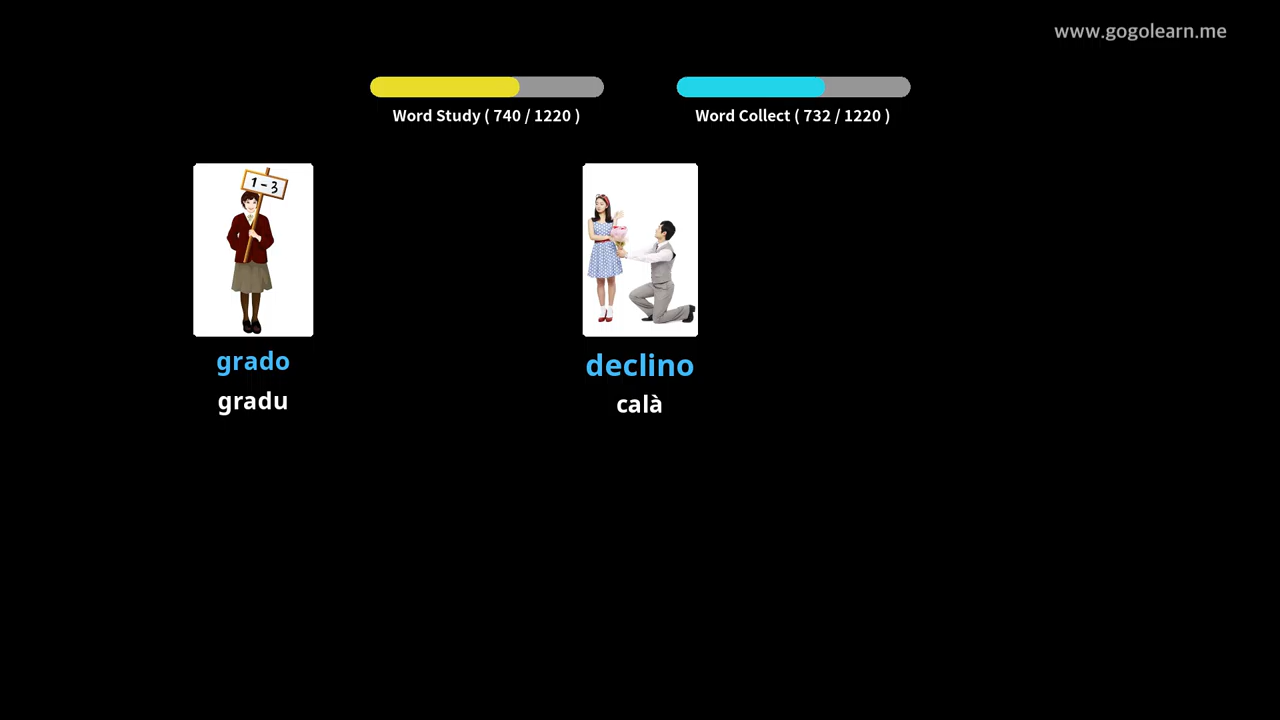 www.gogolearn.me
Word Study ( 740 / 1220 )
Word Collect ( 732 / 1220 )
1-3
grado
gradu
declino
calà